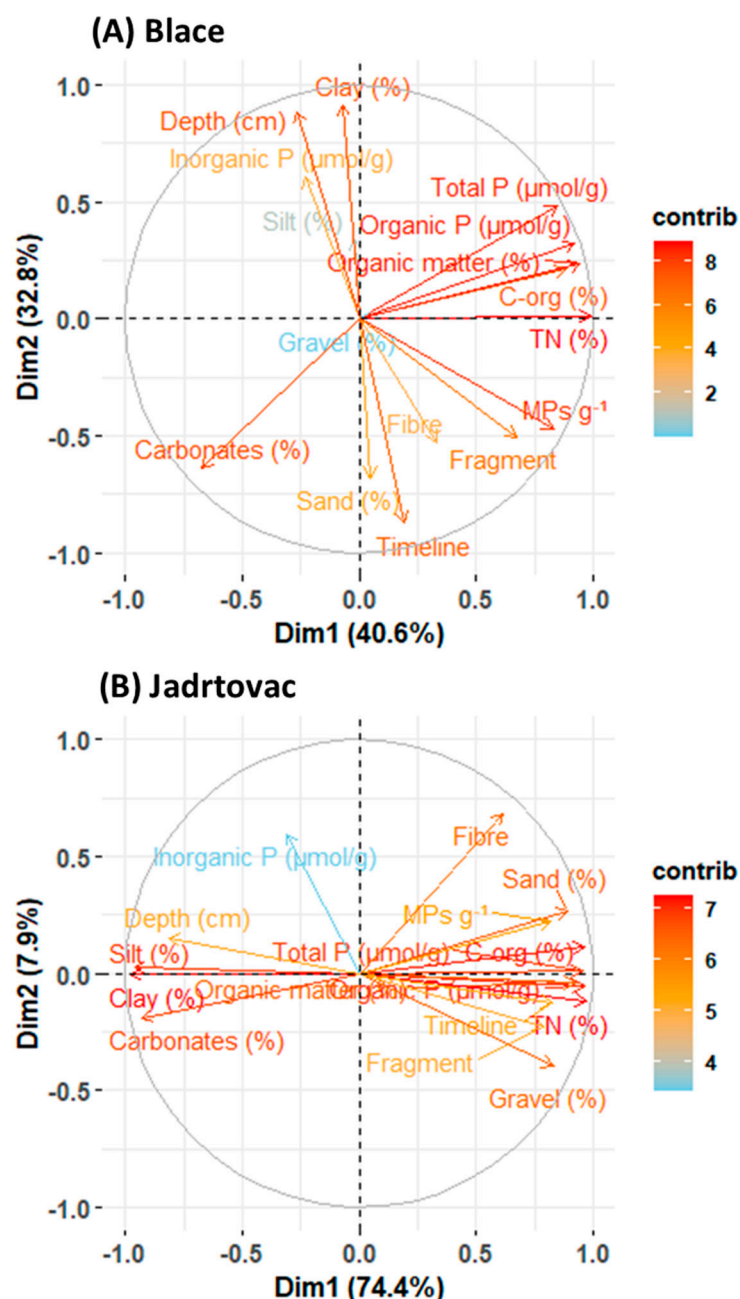 (A) Blace
1.0
Clay (%)
Depth (cm)
Inorganic P (μmol/g)
Total P (μmol/g)
0.5
Silt (%)
Organic P (μmol/g)
contrib
Organic matter (%)
8
C-org (%)
6
0.0
Gravel (%)
TN (%)
4
2
MPs g⁻¹
Fibre
-0.5
Carbonates (%)
Fragment
Sand (%)
Timeline
-1.0
Dim2 (32.8%)
-1.0 -0.5 0.0 0.5 1.0
Dim1 (40.6%)
(B) Jadrtovac
1.0
Fibre
0.5
Inorganic P (μmol/g)
Sand (%)
contrib
MPs g⁻¹
Depth (cm)
7
Silt (%) Total P (μmol/g) C-org (%)
0.0
6
Clay (%) Organic matter (%) Organic P (μmol/g)
Timeline TN (%)
5
Carbonates (%)
Fragment
4
-0.5
Gravel (%)
-1.0
Dim2 (7.9%)
-1.0 -0.5 0.0 0.5 1.0
Dim1 (74.4%)